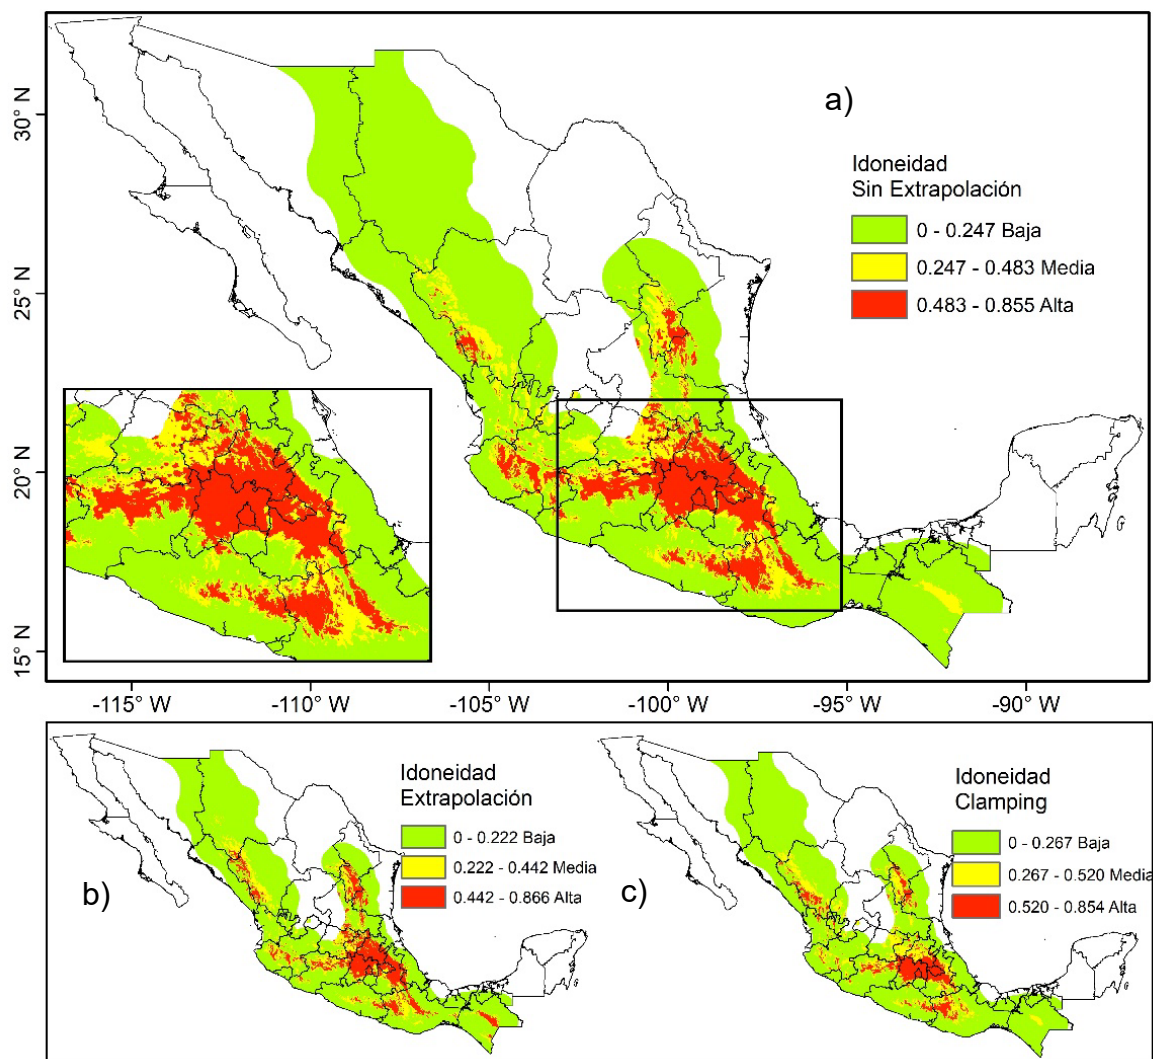 a)
30° N
25° N
20° N
15° N
Idoneidad
Sin Extrapolación
0 - 0.247 Baja
0.247 - 0.483 Media
0.483 - 0.855 Alta
-115° W
-110° W
-105° W
-100° W
-95° W
-90° W
b)
Idoneidad
Extrapolación
0 - 0.222 Baja
0.222 - 0.442 Media
0.442 - 0.866 Alta
c)
Idoneidad
Clamping
0 - 0.267 Baja
0.267 - 0.520 Media
0.520 - 0.854 Alta